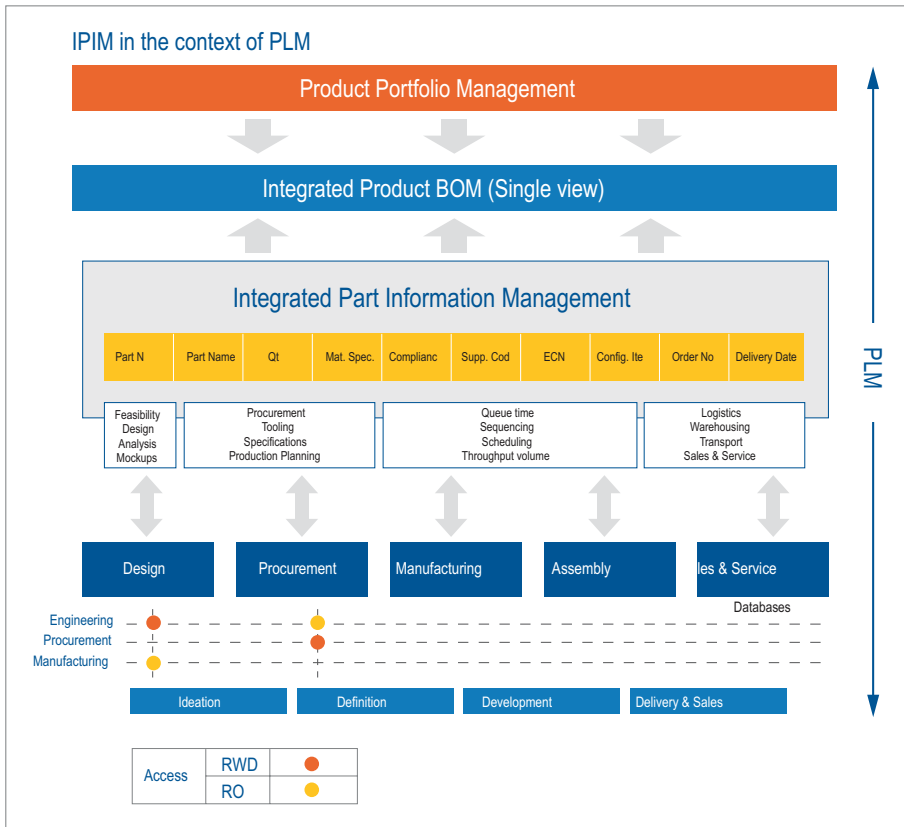 IPIM in the context of PLM
Product Portfolio Management
Integrated Product BOM (Single view)
Integrated Part Information Management
Part N
Part Name
Qt
Mat. Spec.
Complianc
Supp. Cod
ECN
Config. Ite
Order No
Delivery Date
Feasibility
Design
Analysis
Mockups
Procurement
Tooling
Specifications
Production Planning
Queue time
Sequencing
Scheduling
Throughput volume
Logistics
Warehousing
Transport
Sales & Service
Design
Procurement
Manufacturing
Assembly
les & Service
Databases
Engineering
Procurement
Manufacturing
Ideation
Definition
Development
Delivery & Sales
Access
RWD
RO
PLM